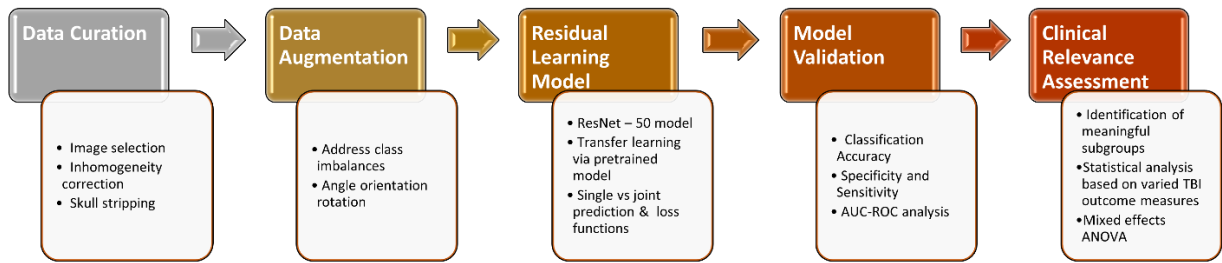 Data Curation
• Image selection
• Inhomogeneity
correction
• Skull stripping
Data
Augmentation
• Address class
imbalances
• Angle orientation
rotation
Residual
Learning
Model
• ResNet – 50 model
• Transfer learning
via pretrained
model
• Single vs joint
prediction & loss
functions
Model
Validation
• Classification
Accuracy
• Specificity and
Sensitivity
• AUC-ROC analysis
Clinical
Relevance
Assessment
• Identification of
meaningful
subgroups
• Statistical analysis
based on varied TBI
outcome measures
• Mixed effects
ANOVA